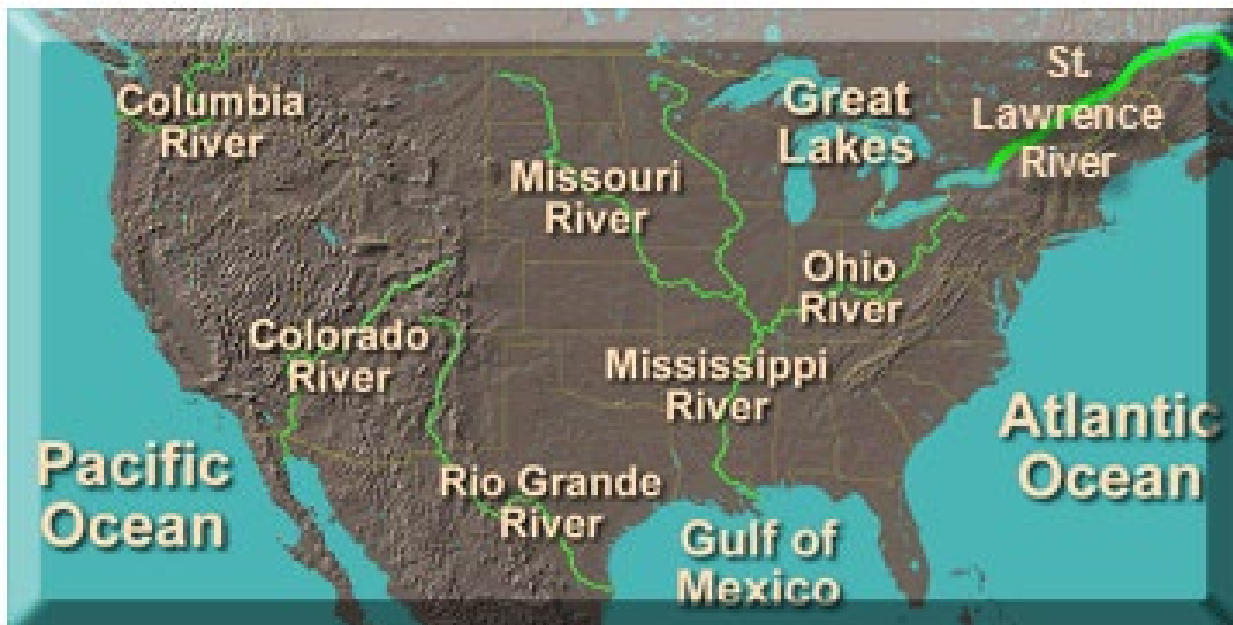 St.
Lawrence
River
Great
Lakes
Columbia
River
Missouri
River
Ohio
River
Colorado
River
Mississippi
River
Atlantic
Ocean
Pacific
Ocean
Rio Grande
River
Gulf of
Mexico